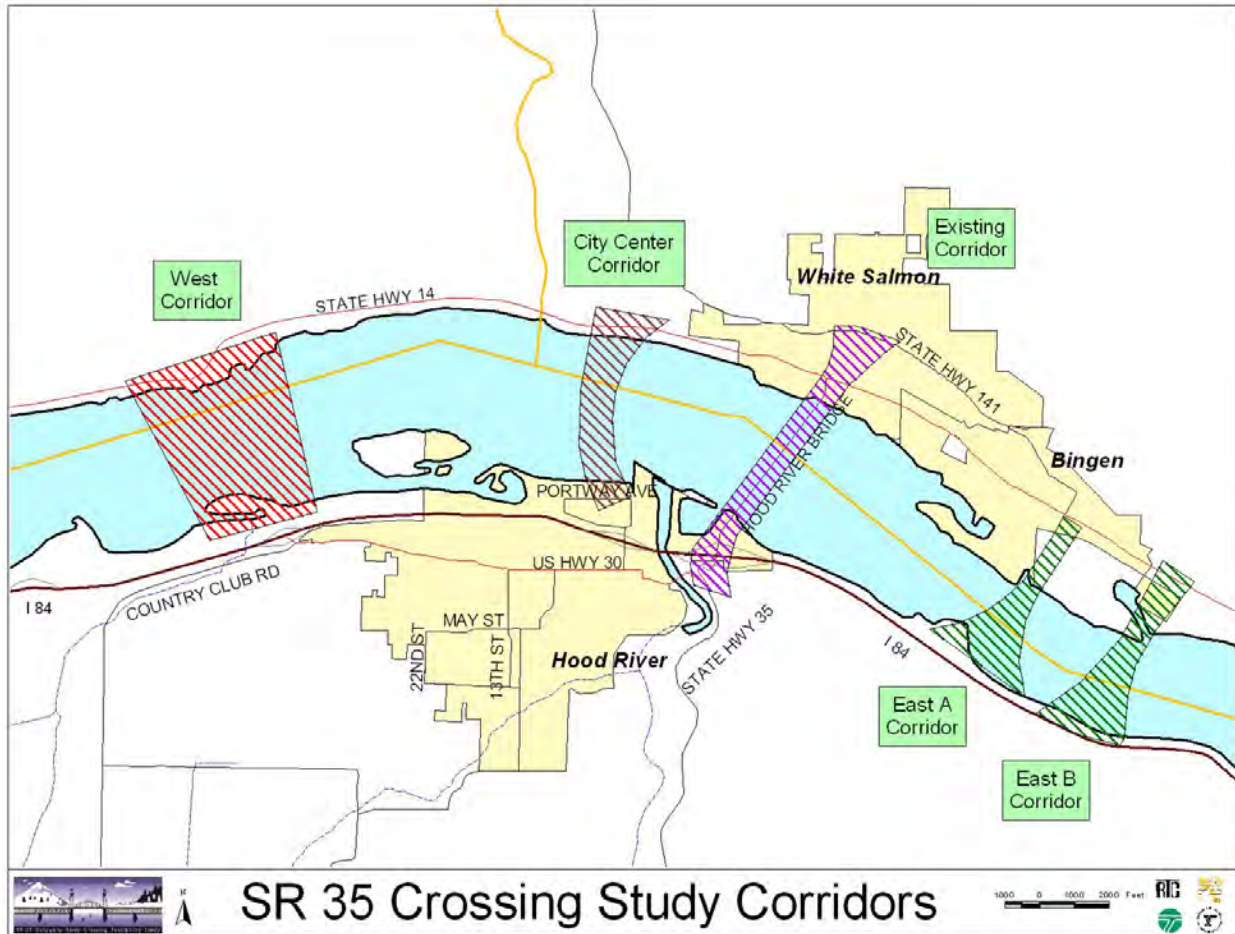 City Center
Corridor
Existing
Corridor
White Salmon
West
Corridor
STATE HWY 14
STATE HWY 141
HOOD RIVER BRIDGE
Bingen
PORTWAY AVE
US HWY 30
COUNTRY CLUB RD
I 84
MAY ST
22ND ST
13TH ST
Hood River
STATE HWY 35
I 84
East A
Corridor
East B
Corridor
SR 35 Crossing Study Corridors
1000 0 1000 2000 Feet
RTC